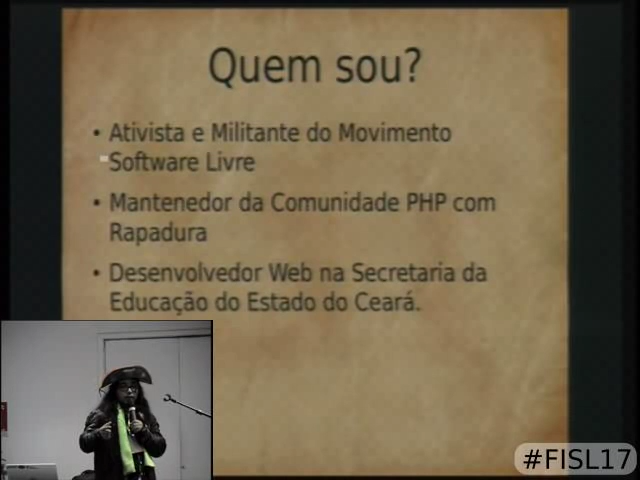 Quem sou?
• Ativista e Militante do Movimento
Software Livre
• Mantenedor da Comunidade PHP com
Rapadura
• Desenvolvedor Web na Secretaria da
Educação do Estado do Ceará.
#FISL17